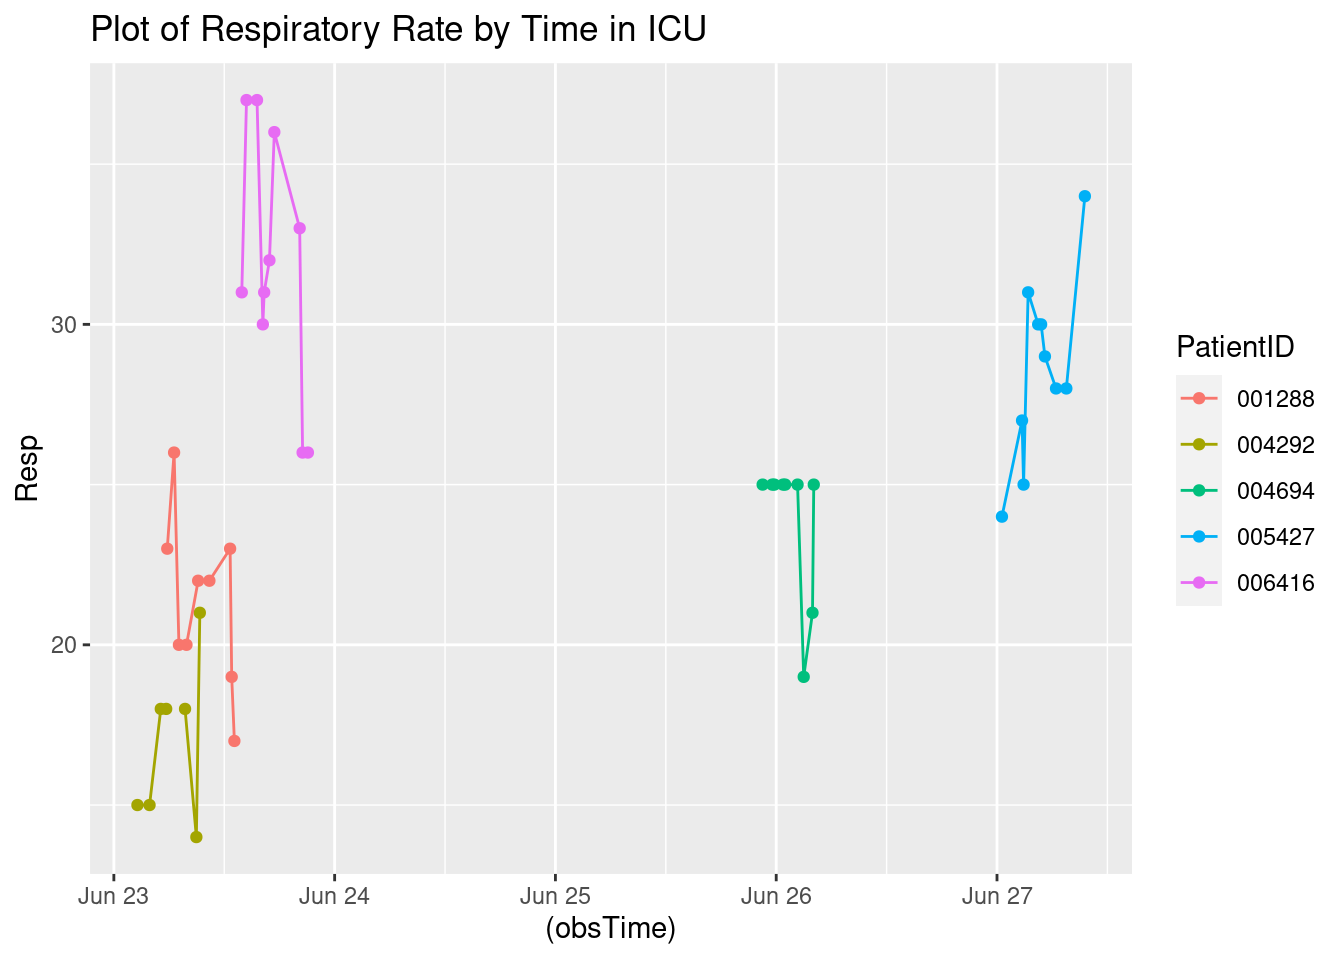 Plot of Respiratory Rate by Time in ICU
Resp
30
20
Jun 23
Jun 24
Jun 25
Jun 26
Jun 27
(obsTime)
PatientID
001288
004292
004694
005427
006416